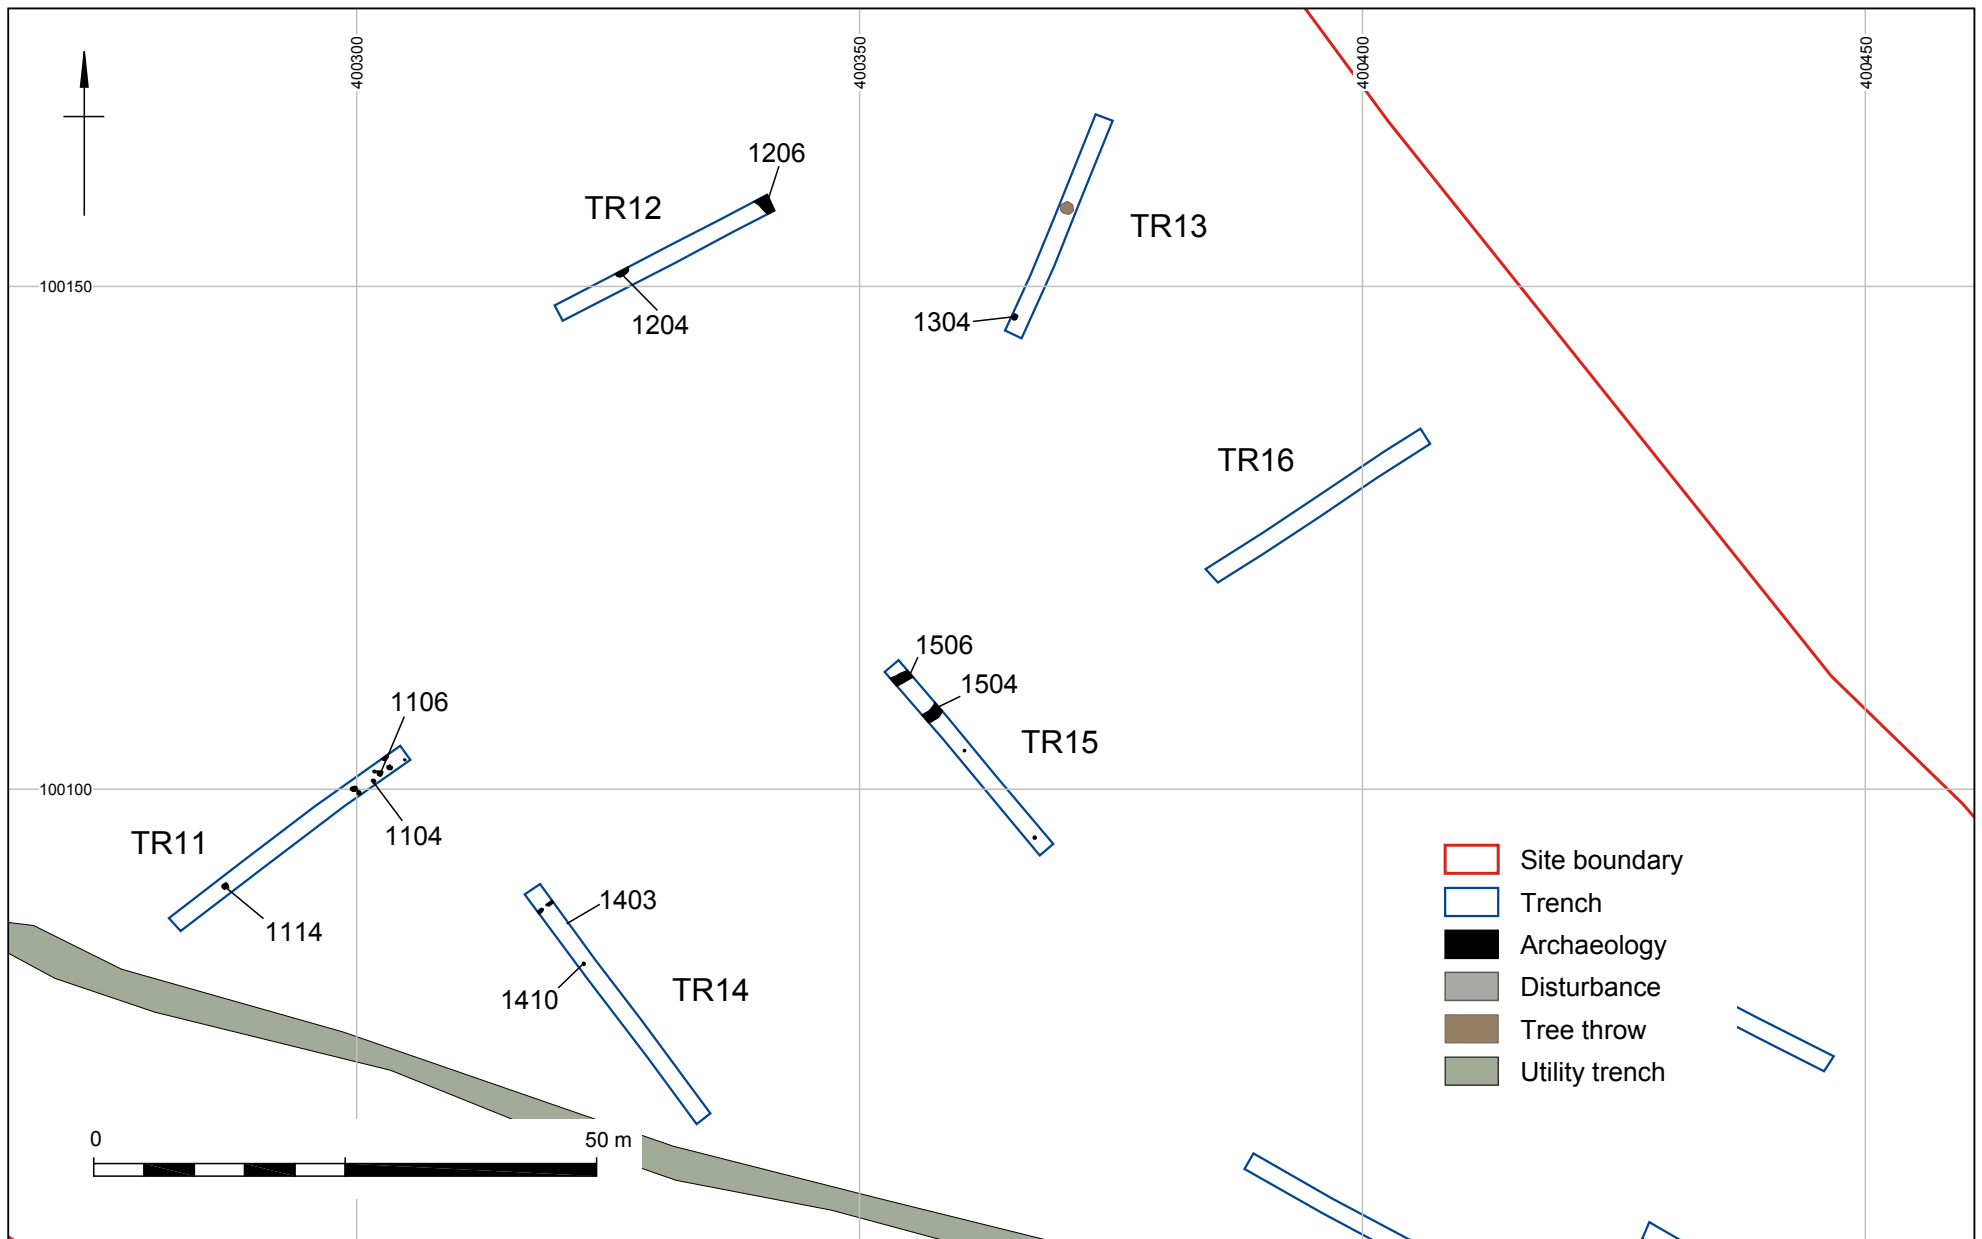 400300
400350
400400
400450
1206
TR12
TR13
100150
1204
1304
TR16
1506
1504
1106
TR15
100100
1104
TR11
1114
1403
1410
TR14
Site boundary
Trench
Archaeology
Disturbance
Tree throw
Utility trench
0 50 m